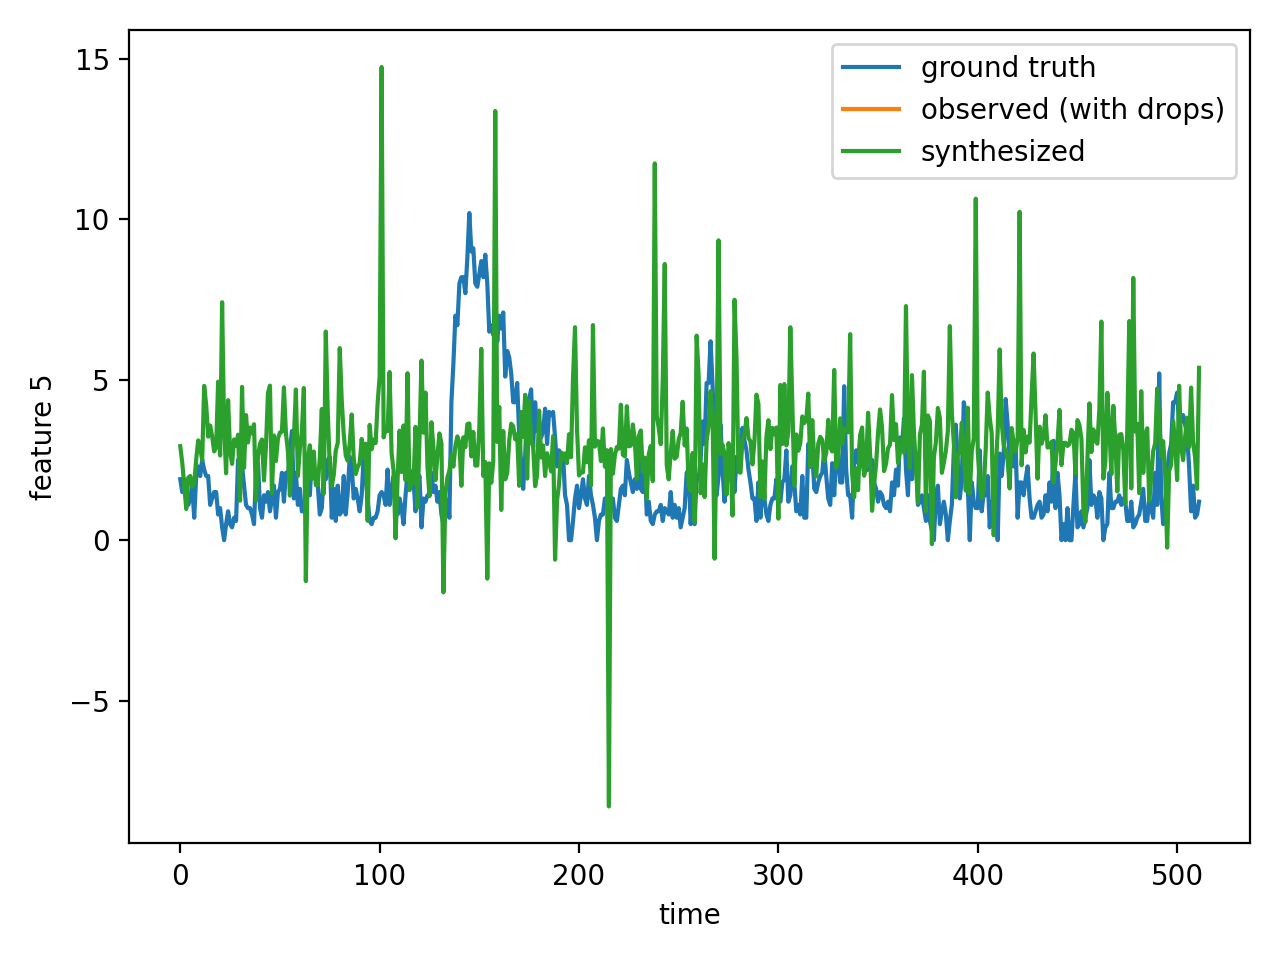 15
10
5
0
−5
feature 5
ground truth
observed (with drops)
synthesized
0 100 200 300 400 500
time